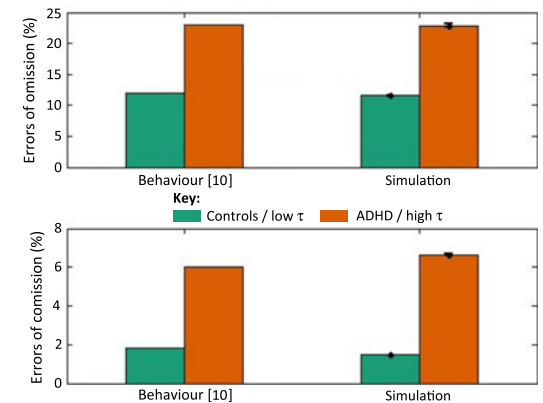 25
20
15
10
5
0
Errors of omission (%)
Behaviour [10] Simulation
Key:
Controls / low τ ADHD / high τ
8
6
4
2
0
Errors of comission (%)
Behaviour [10] Simulation